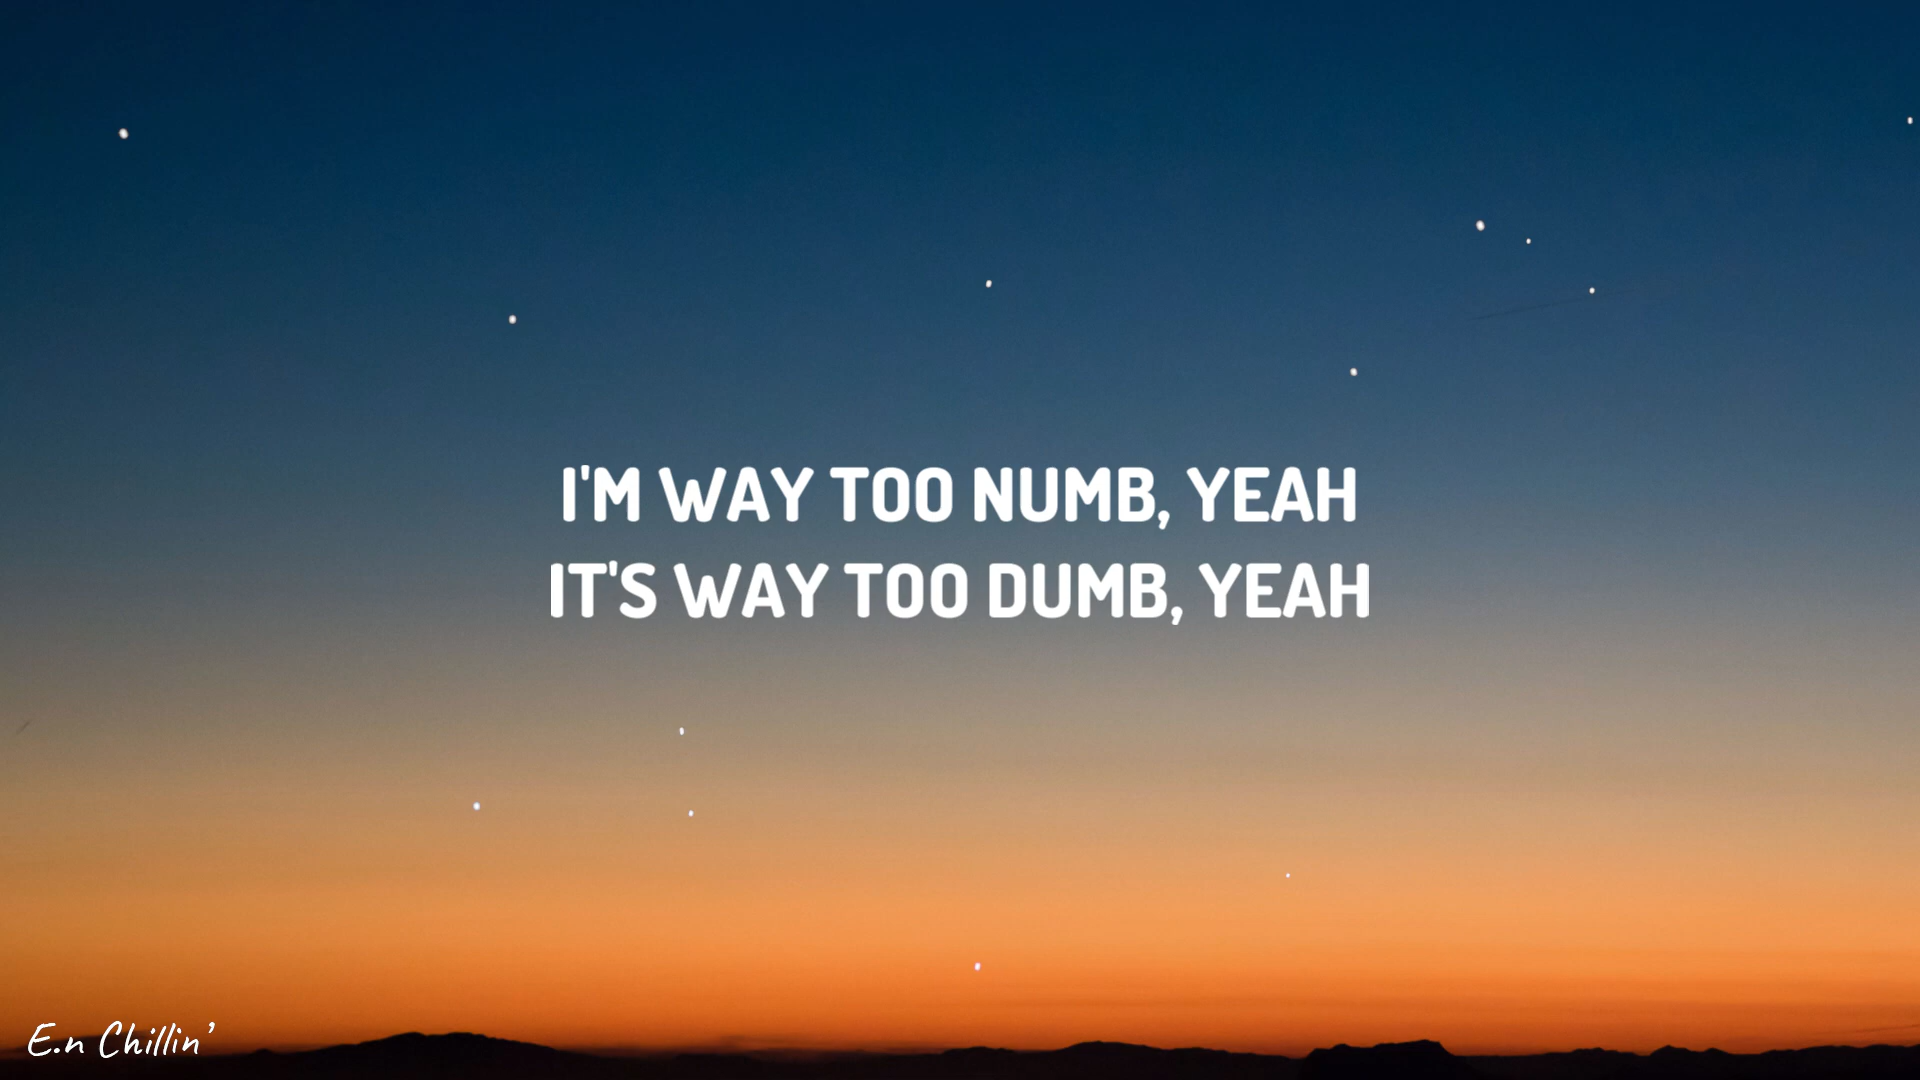 I'M WAY TOO NUMB, YEAH
IT'S WAY TOO DUMB, YEAH
E.n Chillin'